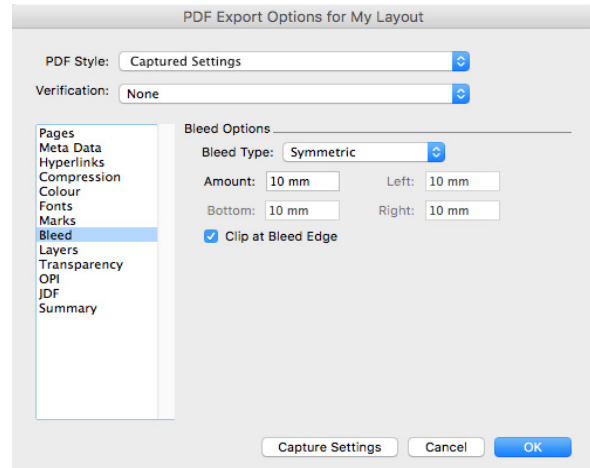 PDF Export Options for My Layout
PDF Style: Captured Settings
Verification: None
Pages
Meta Data
Hyperlinks
Compression
Colour
Fonts
Marks
Bleed
Layers
Transparency
OPI
JDF
Summary
Bleed Options
Bleed Type: Symmetric
Amount: 10 mm Left: 10 mm
Bottom: 10 mm Right: 10 mm
Clip at Bleed Edge
Capture Settings Cancel OK